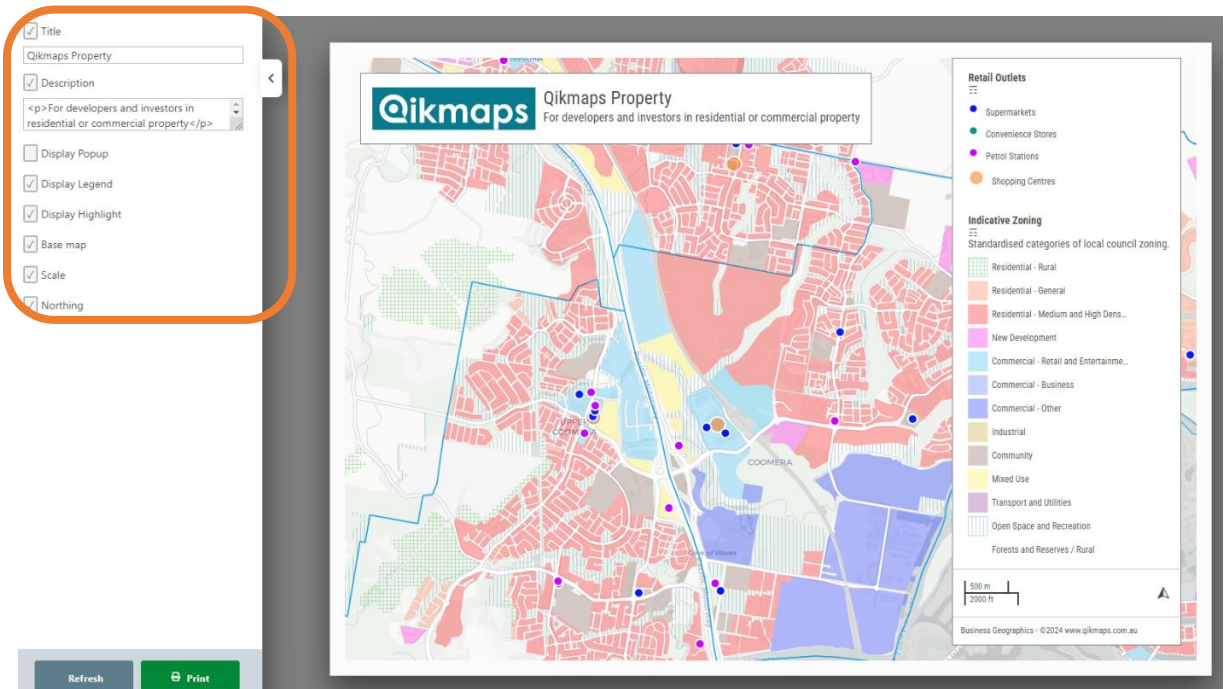 Title
Qikmaps Property
Description
<p>For developers and investors in
residential or commercial property</p>
Display Popup
Display Legend
Display Highlight
Base map
Scale
Northing
Refresh
Print
Qikmaps
Qikmaps Property
For developers and investors in residential or commercial property
UPPER
COOMERA
COOMERA
Retail Outlets
Supermarkets
Convenience Stores
Petrol Stations
Shopping Centres
Indicative Zoning
Standardised categories of local council zoning.
Residential - Rural
Residential - General
Residential - Medium and High Dens...
New Development
Commercial - Retail and Entertainme...
Commercial - Business
Commercial - Other
Industrial
Community
Mixed Use
Transport and Utilities
Open Space and Recreation
Forests and Reserves / Rural
500 m
2000 ft
Business Geographics - ©2024 www.qikmaps.com.au